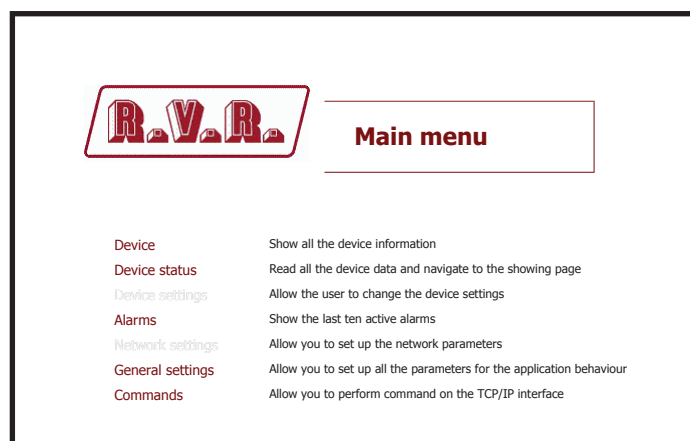 R.V.R.
Main menu
Device Show all the device information
Device status Read all the device data and navigate to the showing page
Device settings Allow the user to change the device settings
Alarms Show the last ten active alarms
Network settings Allow you to set up the network parameters
General settings Allow you to set up all the parameters for the application behaviour
Commands Allow you to perform command on the TCP/IP interface